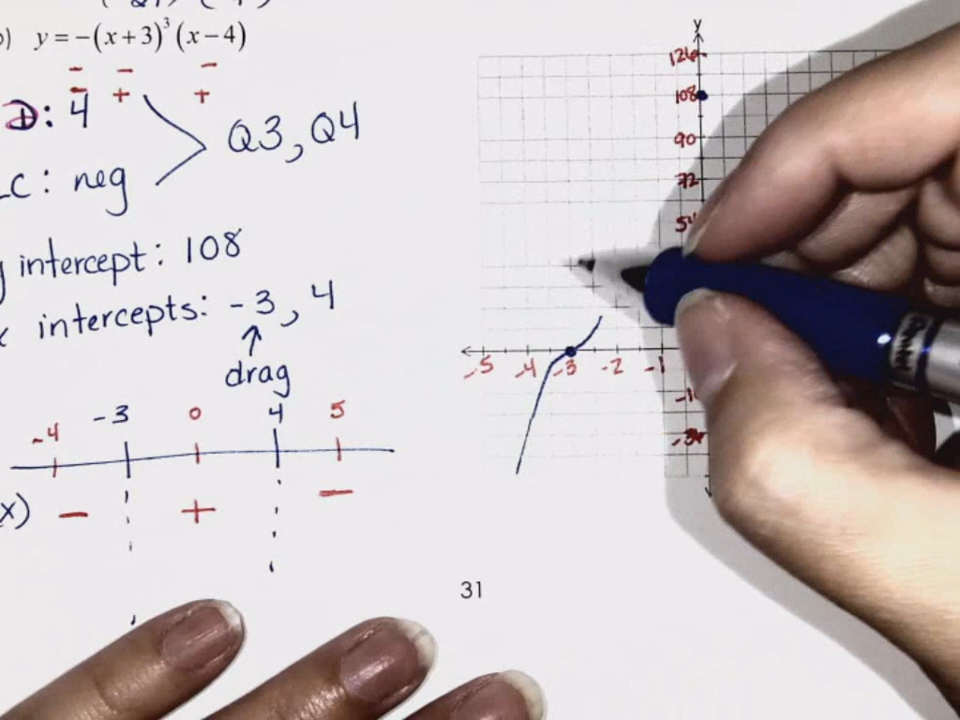 b) y = -(x+3)³(x-4)
- - -
- + +
D: 4
LC: neg
Q3, Q4
y intercept: 108
x intercepts: -3, 4
drag
-4 -3 0 4 5
x) - + -
y
126
108
90
72
54
-5 -4 -3 -2 -1
31